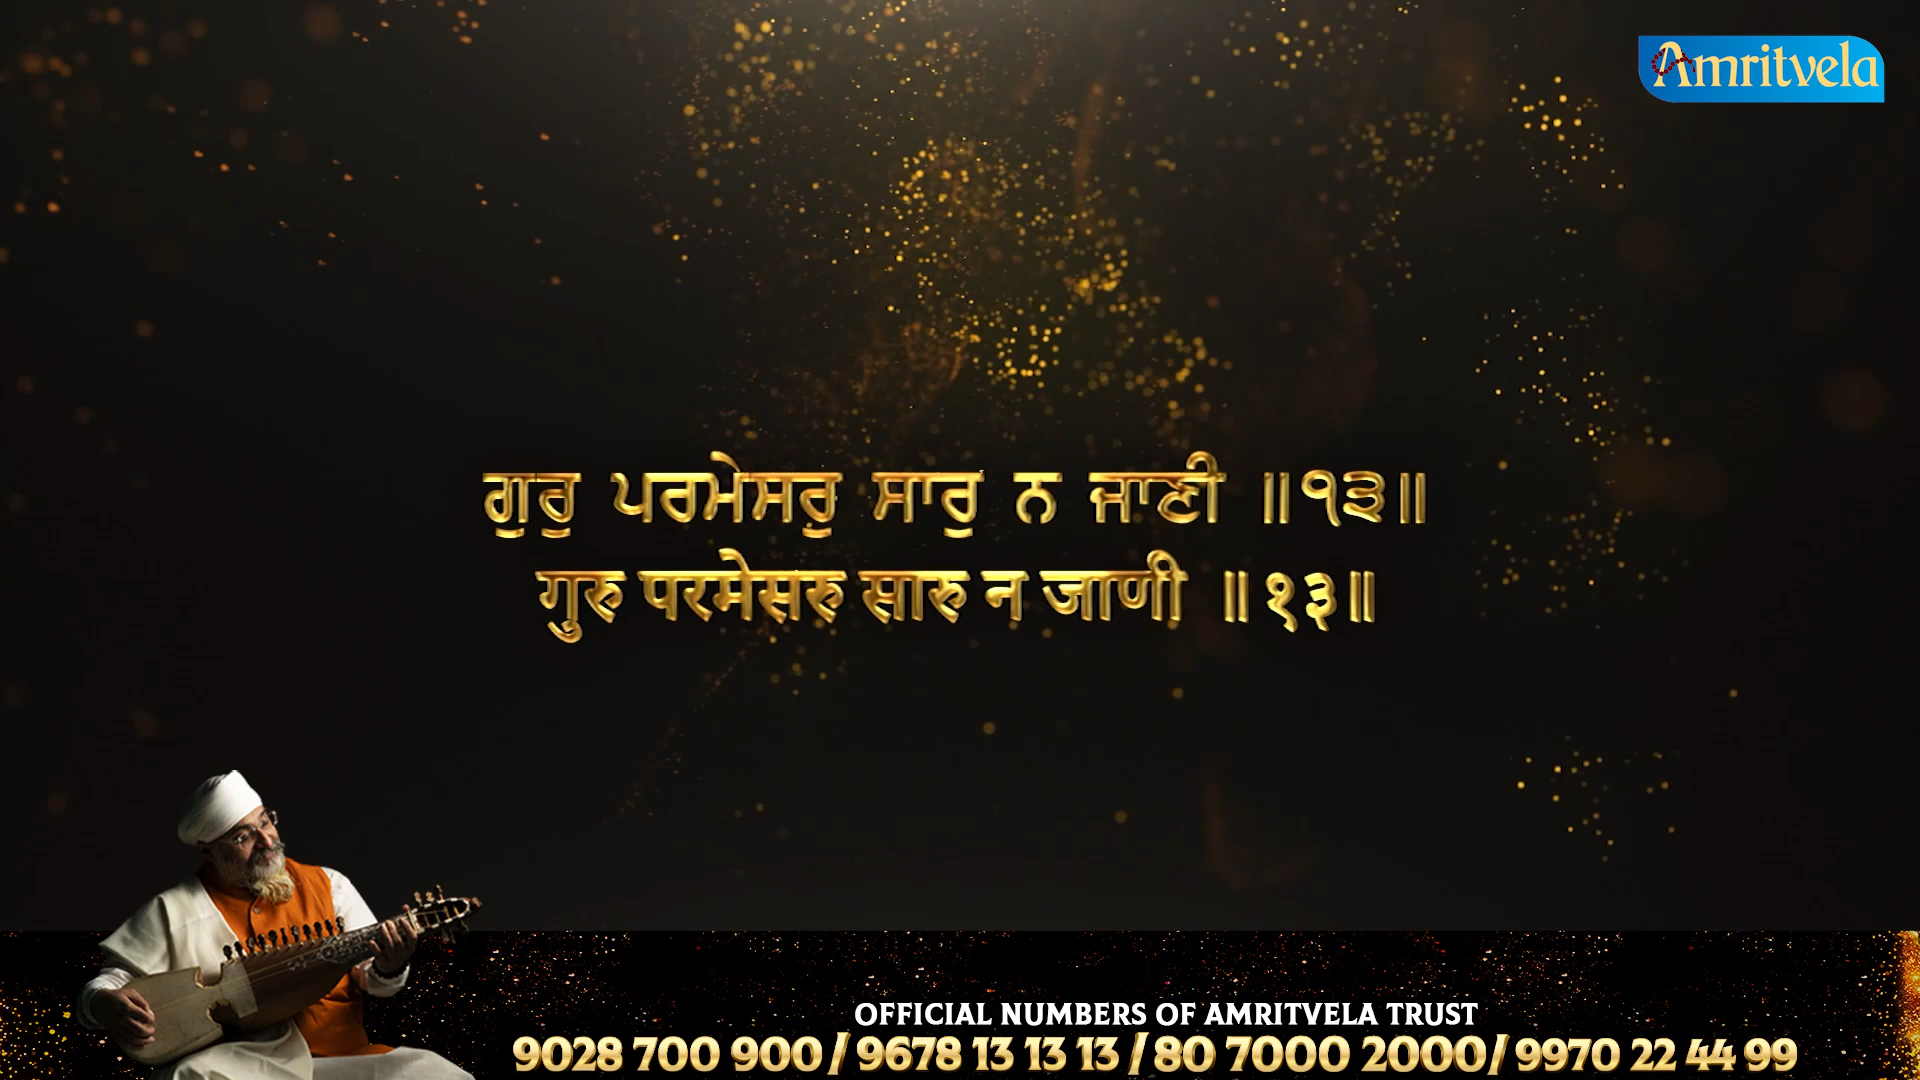 Amritvela
ਗੁਰੁ ਪਰਮੇਸਰੁ ਸਾਰੁ ਨ ਜਾਣੀ ॥੧੩॥
गुरु परमेसरु सारु न जाणी ॥१३॥
OFFICIAL NUMBERS OF AMRITVELA TRUST
9028 700 900 / 9678 13 13 13 / 80 7000 2000 / 9970 22 44 99